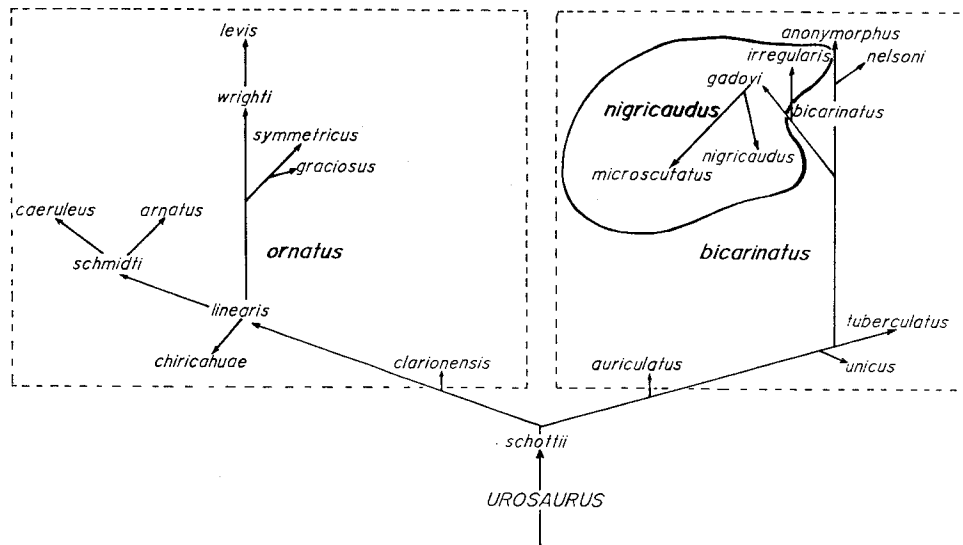 levis
wrighti
symmetricus
graciosus
caeruleus
arnatus
schmidti
ornatus
linearis
chiricahuae
clarionensis
anonymorphus
irregularis
nelsoni
gadovi
nigricaudus
bicarinatus
nigricaudus
microscutatus
bicarinatus
tuberculatus
auriculatus
unicus
schottii
UROSAURUS